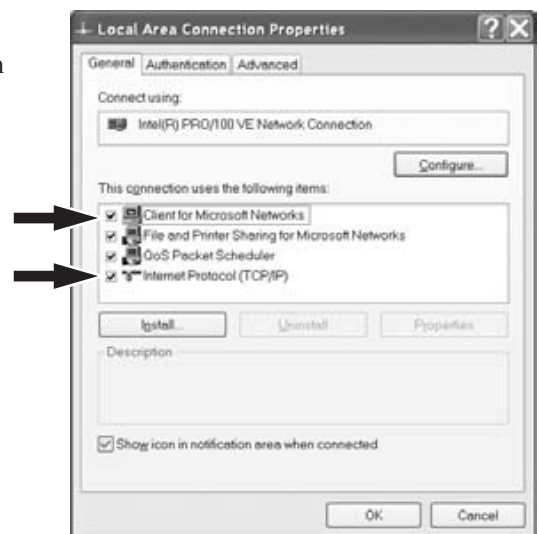 Local Area Connection Properties
General Authentication Advanced
Connect using:
Intel(R) PRO/100 VE Network Connection
Configure...
This connection uses the following items:
Client for Microsoft Networks
File and Printer Sharing for Microsoft Networks
QoS Packet Scheduler
Internet Protocol (TCP/IP)
Install... Uninstall Properties
Description
Show icon in notification area when connected
OK Cancel